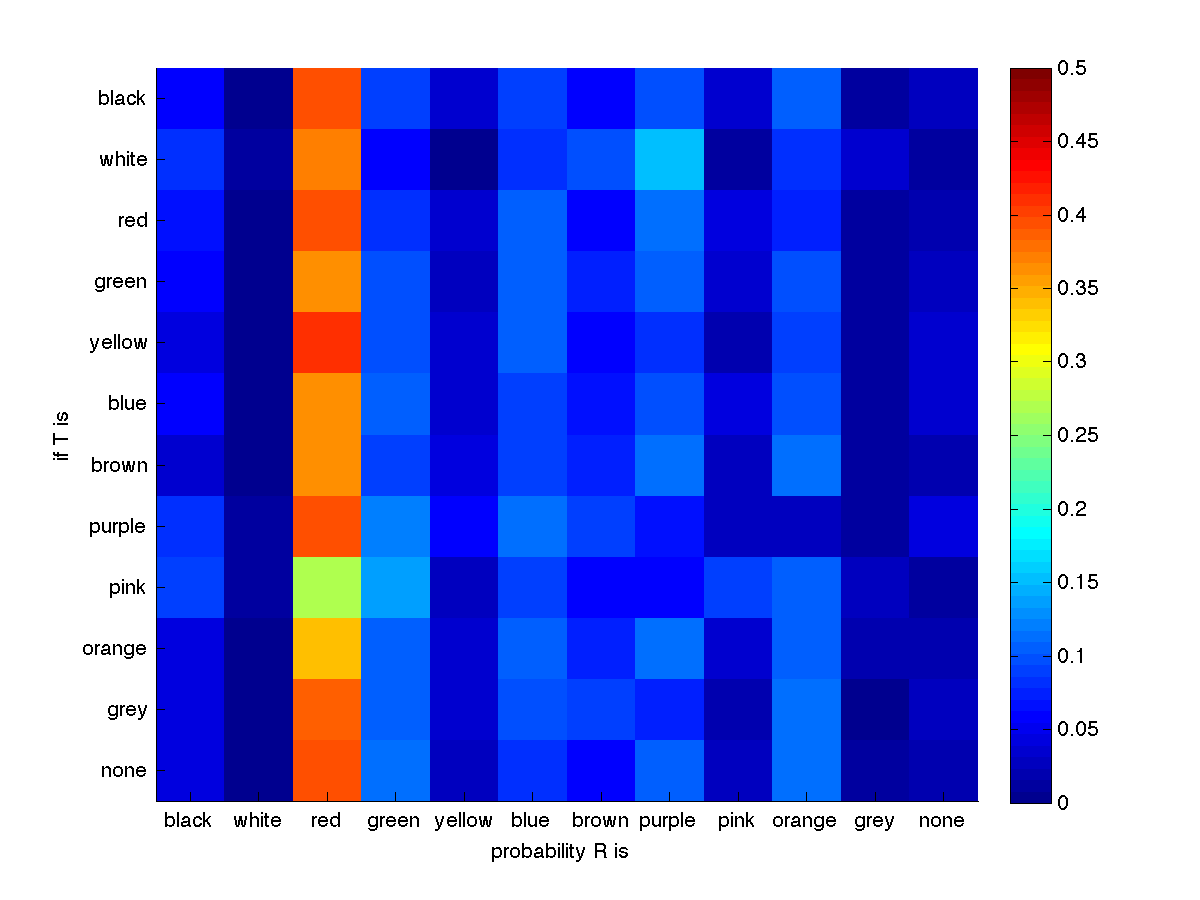 if T is
black
white
red
green
yellow
blue
brown
purple
pink
orange
grey
none
black white red green yellow blue brown purple pink orange grey none
probability R is
0.5
0.45
0.4
0.35
0.3
0.25
0.2
0.15
0.1
0.05
0